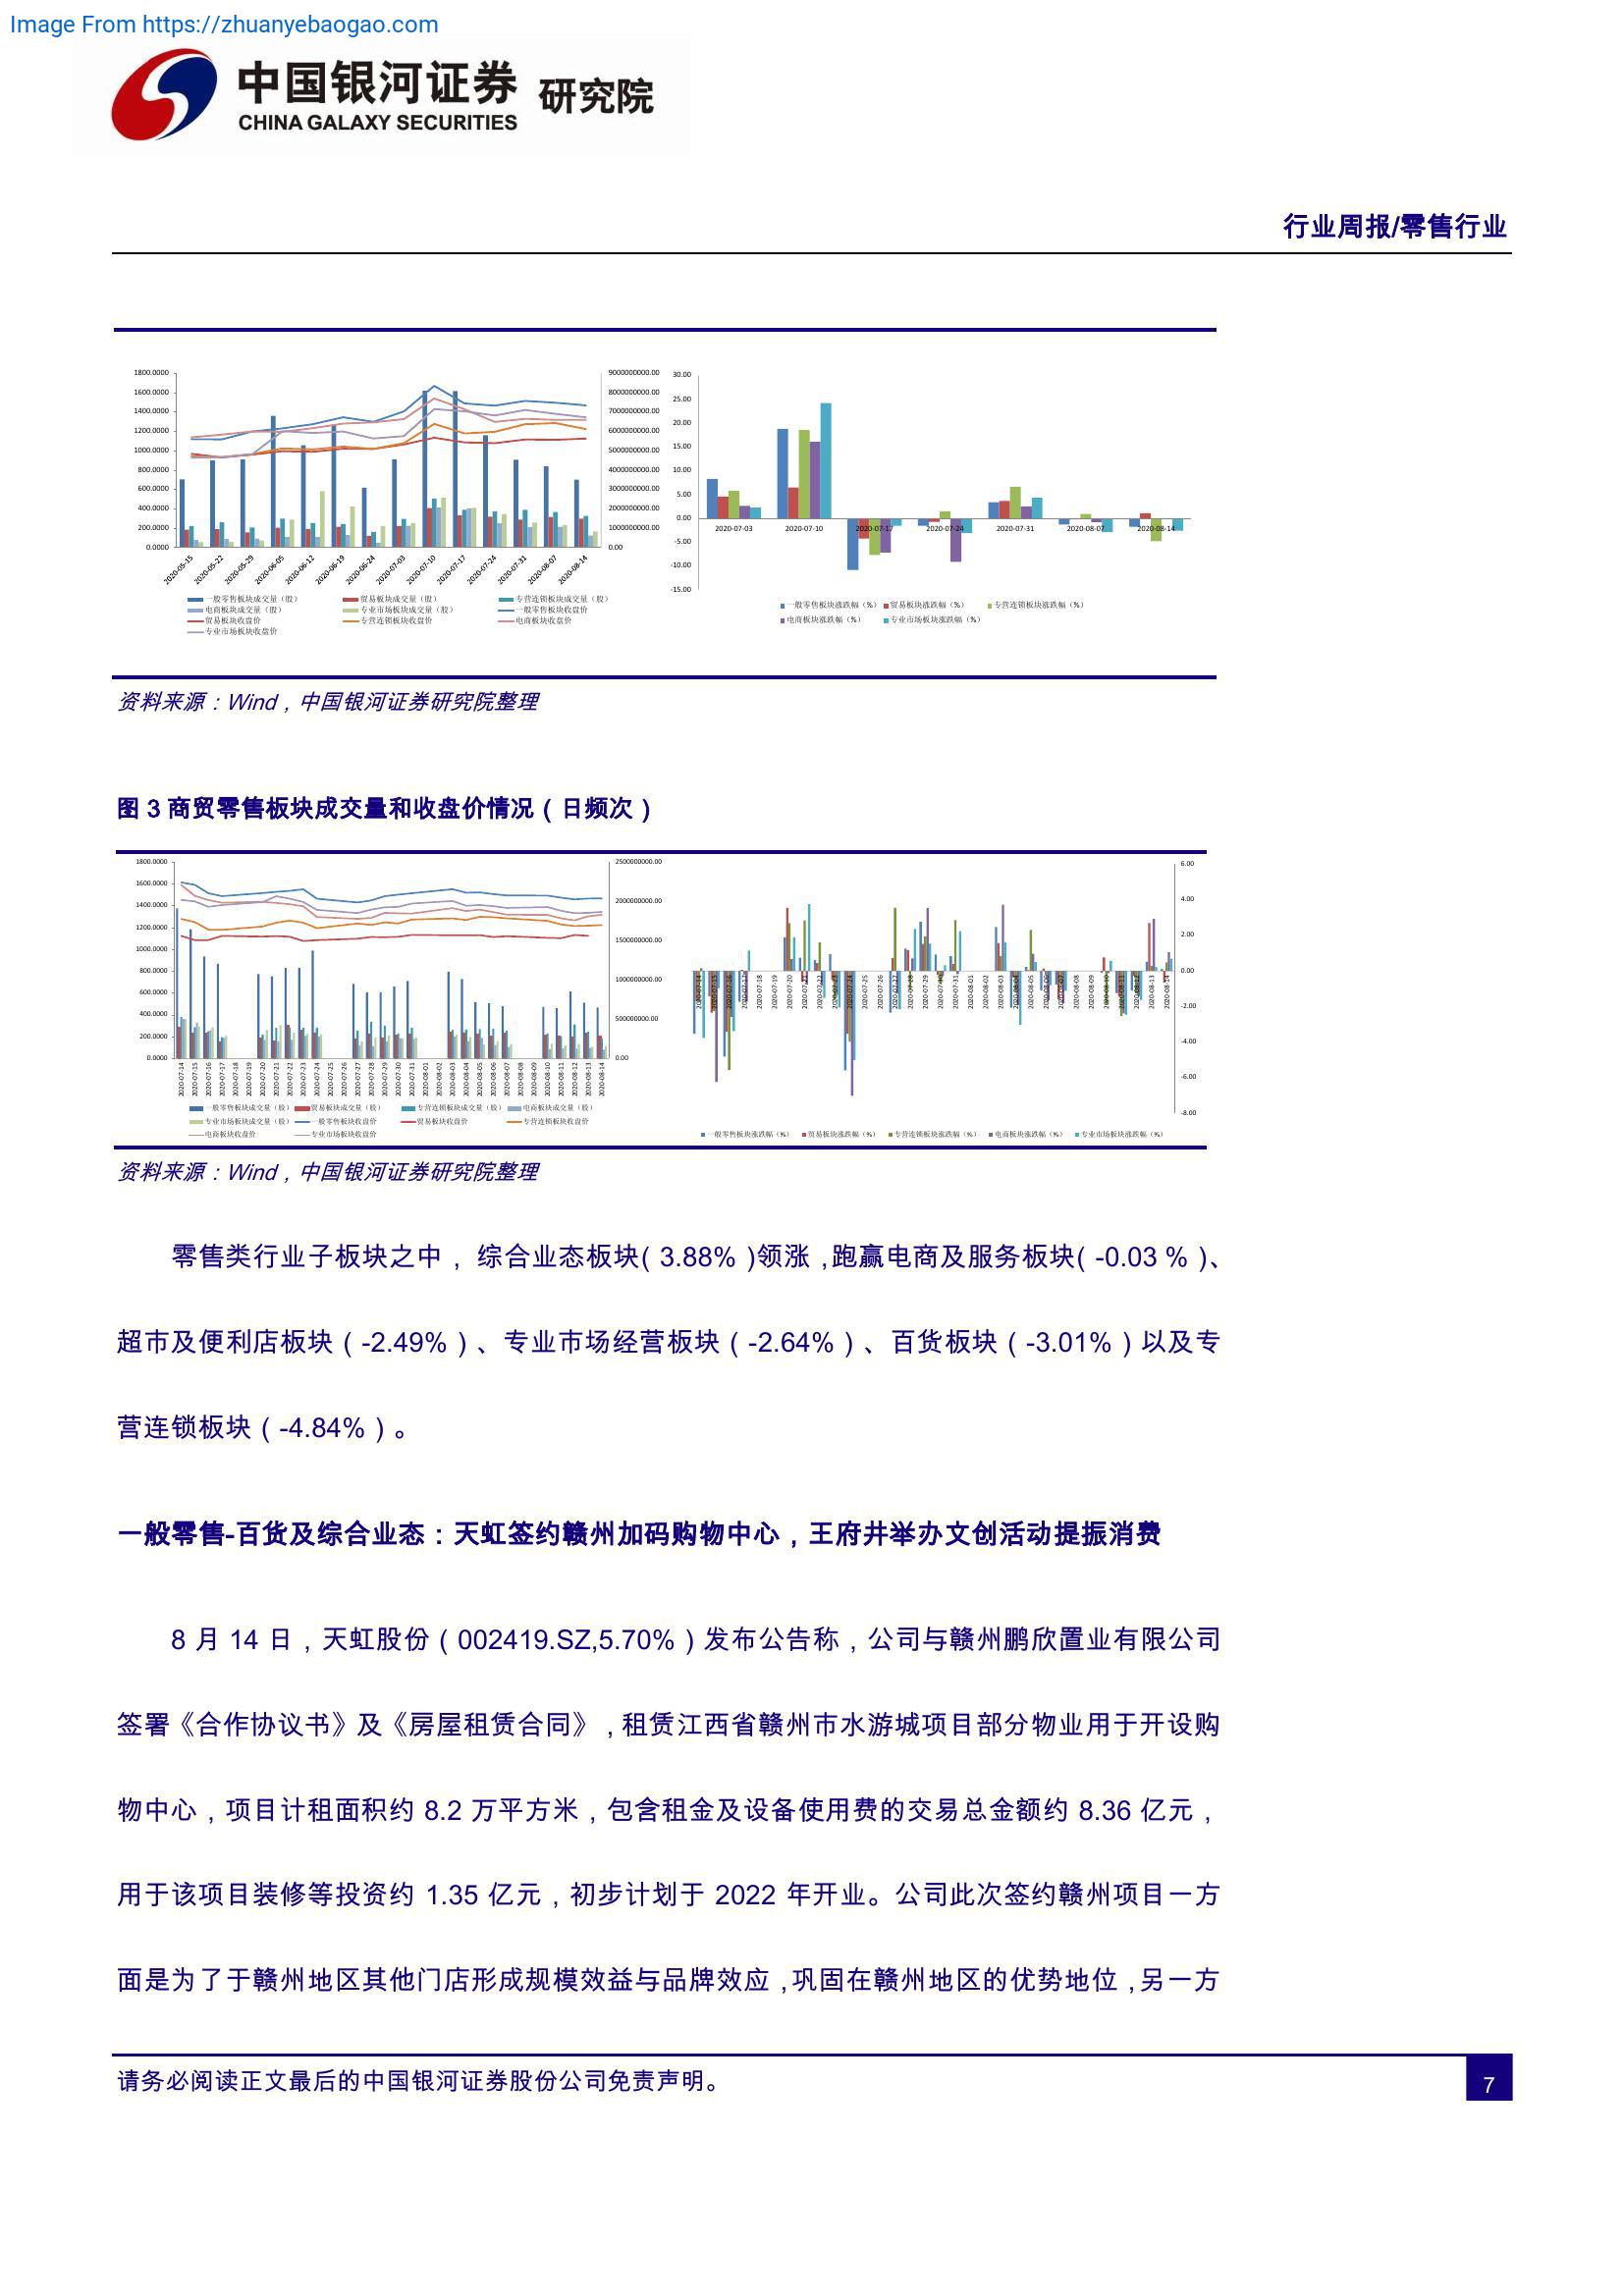 Image From https://zhuanyebaogao.com
中国银河证券 研究院
CHINA GALAXY SECURITIES
行业周报/零售行业
1800.0000
1600.0000
1400.0000
1200.0000
1000.0000
800.0000
600.0000
400.0000
200.0000
0.0000
9000000000.00
8000000000.00
7000000000.00
6000000000.00
5000000000.00
4000000000.00
3000000000.00
2000000000.00
1000000000.00
0.00
2020-05-15 2020-05-22 2020-05-29 2020-06-05 2020-06-12 2020-06-19 2020-06-24 2020-07-03 2020-07-10 2020-07-17 2020-07-24 2020-07-31 2020-08-07 2020-08-14
一般零售板块成交量（股） 贸易板块成交量（股） 专营连锁板块成交量（股）
电商板块成交量（股） 专业市场板块成交量（股） 一般零售板块收盘价
贸易板块收盘价 专营连锁板块收盘价 电商板块收盘价
专业市场板块收盘价
30.00
25.00
20.00
15.00
10.00
5.00
0.00
-5.00
-10.00
-15.00
2020-07-03 2020-07-10 2020-07-17 2020-07-24 2020-07-31 2020-08-07 2020-08-14
一般零售板块涨跌幅（%） 贸易板块涨跌幅（%） 专营连锁板块涨跌幅（%）
电商板块涨跌幅（%） 专业市场板块涨跌幅（%）
资料来源：Wind，中国银河证券研究院整理
图 3 商贸零售板块成交量和收盘价情况（日频次）
1800.0000
1600.0000
1400.0000
1200.0000
1000.0000
800.0000
600.0000
400.0000
200.0000
0.0000
2500000000.00
2000000000.00
1500000000.00
1000000000.00
500000000.00
0.00
2020-07-14 2020-07-15 2020-07-16 2020-07-17 2020-07-18 2020-07-19 2020-07-20 2020-07-21 2020-07-22 2020-07-23 2020-07-24 2020-07-25 2020-07-26 2020-07-27 2020-07-28 2020-07-29 2020-07-30 2020-07-31 2020-08-01 2020-08-02 2020-08-03 2020-08-04 2020-08-05 2020-08-06 2020-08-07 2020-08-08 2020-08-09 2020-08-10 2020-08-11 2020-08-12 2020-08-13 2020-08-14
一般零售板块成交量（股） 贸易板块成交量（股） 专营连锁板块成交量（股） 电商板块成交量（股）
专业市场板块成交量（股） 一般零售板块收盘价 贸易板块收盘价 专营连锁板块收盘价
电商板块收盘价 专业市场板块收盘价
6.00
4.00
2.00
0.00
-2.00
-4.00
-6.00
-8.00
一般零售板块涨跌幅（%） 贸易板块涨跌幅（%） 专营连锁板块涨跌幅（%） 电商板块涨跌幅（%） 专业市场板块涨跌幅（%）
资料来源：Wind，中国银河证券研究院整理
零售类行业子板块之中，综合业态板块（3.88%）领涨，跑赢电商及服务板块（-0.03 %）、
超市及便利店板块（-2.49%）、专业市场经营板块（-2.64%）、百货板块（-3.01%）以及专
营连锁板块（-4.84%）。
一般零售-百货及综合业态：天虹签约赣州加码购物中心，王府井举办文创活动提振消费
8 月 14 日，天虹股份（002419.SZ,5.70%）发布公告称，公司与赣州鹏欣置业有限公司
签署《合作协议书》及《房屋租赁合同》，租赁江西省赣州市水游城项目部分物业用于开设购
物中心，项目计租面积约 8.2 万平方米，包含租金及设备使用费的交易总金额约 8.36 亿元，
用于该项目装修等投资约 1.35 亿元，初步计划于 2022 年开业。公司此次签约赣州项目一方
面是为了于赣州地区其他门店形成规模效益与品牌效应，巩固在赣州地区的优势地位，另一方
请务必阅读正文最后的中国银河证券股份公司免责声明。
7